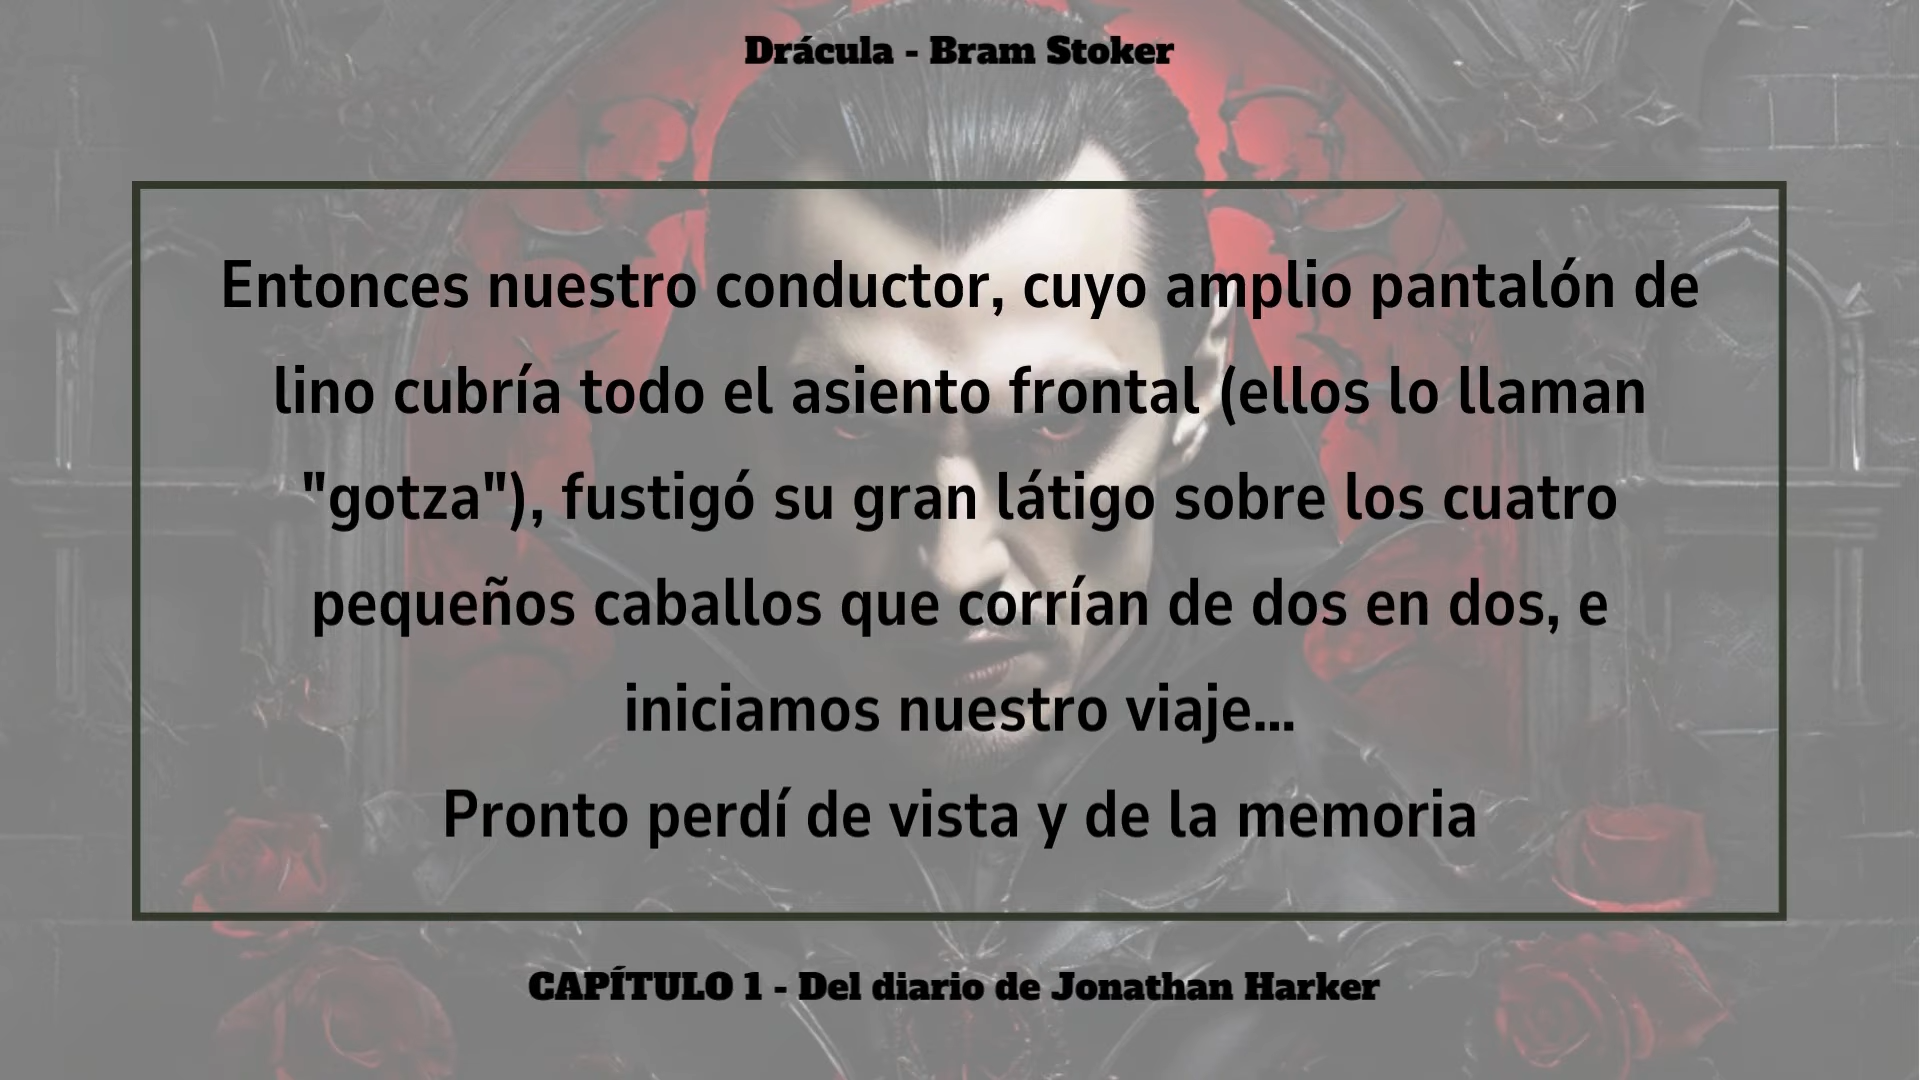 Drácula - Bram Stoker
Entonces nuestro conductor, cuyo amplio pantalón de
lino cubría todo el asiento frontal (ellos lo llaman
"gotza"), fustigó su gran látigo sobre los cuatro
pequeños caballos que corrían de dos en dos, e
iniciamos nuestro viaje...
Pronto perdí de vista y de la memoria
CAPÍTULO 1 - Del diario de Jonathan Harker